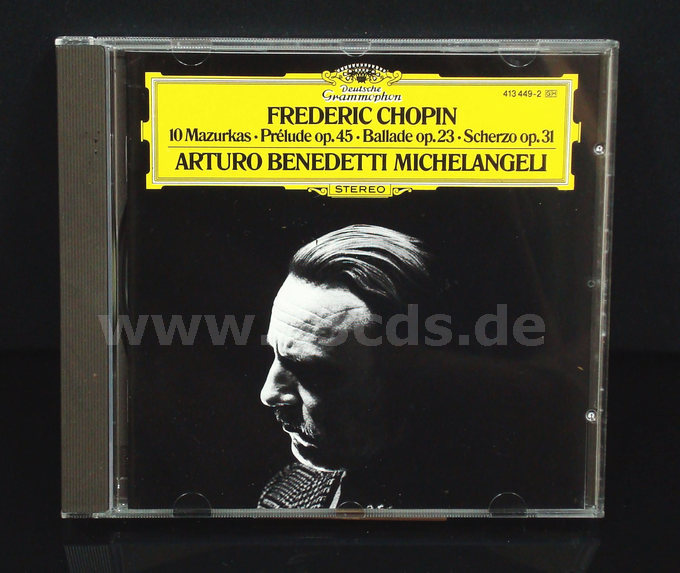 Deutsche
Grammophon
413 449-2 GH
FREDERIC CHOPIN
10 Mazurkas · Prélude op. 45 · Ballade op. 23 · Scherzo op. 31
ARTURO BENEDETTI MICHELANGELI
STEREO
cds.de